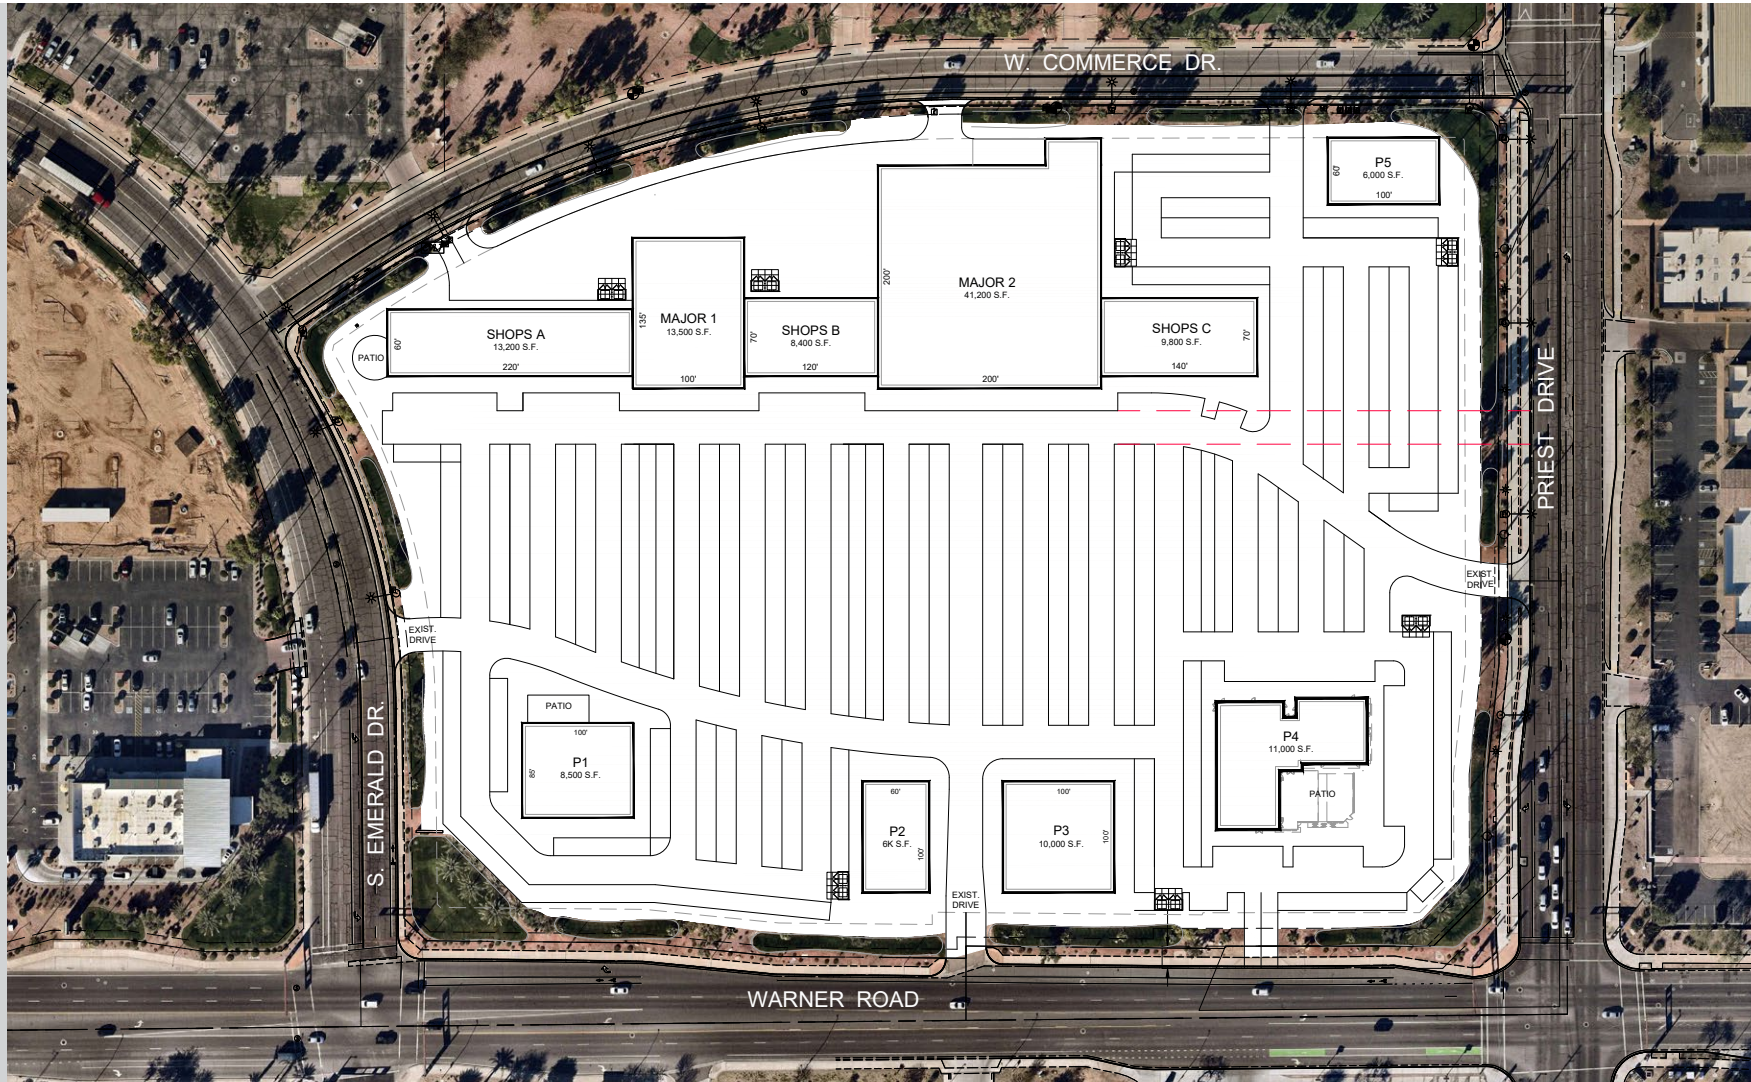 W. COMMERCE DR.
P5
6,000 S.F.
60'
100'
MAJOR 2
41,200 S.F.
200'
200'
MAJOR 1
13,500 S.F.
135'
100'
SHOPS A
13,200 S.F.
60'
220'
PATIO
SHOPS B
8,400 S.F.
70'
120'
SHOPS C
9,800 S.F.
70'
140'
PRIEST DRIVE
EXIST.
DRIVE
EXIST.
DRIVE
S. EMERALD DR.
PATIO
100'
P1
8,500 S.F.
85'
60'
P2
6K S.F.
100'
100'
P3
10,000 S.F.
100'
P4
11,000 S.F.
PATIO
EXIST.
DRIVE
WARNER ROAD